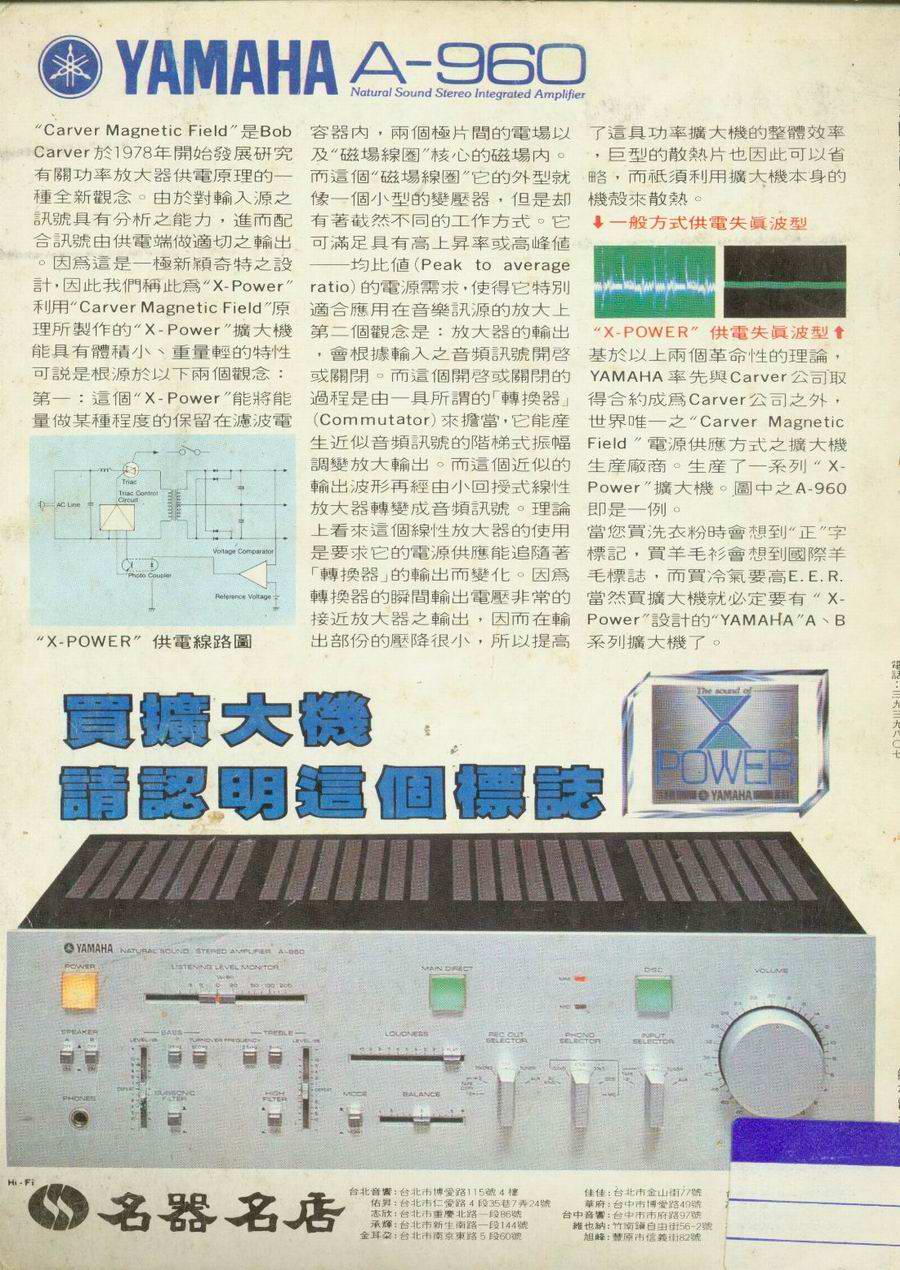 YAMAHA A-960
Natural Sound Stereo Integrated Amplifier
“Carver Magnetic Field”是Bob
Carver 於1978年開始發展研究
有關功率放大器供電原理的一
種全新觀念。由於對輸入源之
訊號具有分析之能力，進而配
合訊號由供電端做適切之輸出
。因爲這是一極新穎奇特之設
計，因此我們稱此爲“X-Power”
利用“Carver Magnetic Field”原
理所製作的“X-Power”擴大機
能具有體積小、重量輕的特性
可說是根源於以下兩個觀念：
第一：這個“X-Power”能將能
量做某種程度的保留在濾波電
Triac
Triac Control
Circuit
AC Line
Voltage Comparator
Photo Coupler
Reference Voltage
“X-POWER” 供電線路圖
容器內，兩個極片間的電場以
及“磁場線圈”核心的磁場內。
而這個“磁場線圈”它的外型就
像一個小型的變壓器，但是却
有著截然不同的工作方式。它
可滿足具有高上昇率或高峰値
——均比値(Peak to average
ratio)的電源需求，使得它特別
適合應用在音樂訊源的放大上
第二個觀念是：放大器的輸出
，會根據輸入之音頻訊號開啓
或關閉。而這個開啓或關閉的
過程是由一具所謂的「轉換器」
(Commutator)來擔當，它能産
生近似音頻訊號的階梯式振幅
調變放大輸出。而這個近似的
輸出波形再經由小回授式線性
放大器轉變成音頻訊號。理論
上看來這個線性放大器的使用
是要求它的電源供應能追隨著
「轉換器」的輸出而變化。因爲
轉換器的瞬間輸出電壓非常的
接近放大器之輸出，因而在輸
出部份的壓降很小，所以提高
了這具功率擴大機的整體效率
，巨型的散熱片也因此可以省
略，而祇須利用擴大機本身的
機殼來散熱。
⬇一般方式供電失眞波型
“X-POWER” 供電失眞波型⬆
基於以上兩個革命性的理論，
YAMAHA 率先與Carver 公司取
得合約成爲Carver公司之外，
世界唯一之“Carver Magnetic
Field ”電源供應方式之擴大機
生産廠商。生産了一系列“ X-
Power”擴大機。圖中之A-960
即是一例。
當您買洗衣粉時會想到“正”字
標記，買羊毛衫會想到國際羊
毛標誌，而買冷氣要高E.E.R.
當然買擴大機就必定要有“ X-
Power”設計的“YAMAHA”A、B
系列擴大機了。
買擴大機
請認明這個標誌
The sound of
X
POWER
YAMAHA
YAMAHA NATURAL SOUND STEREO AMPLIFIER A-960
POWER
LISTENING LEVEL MONITOR
MAIN DIRECT
DISC
VOLUME
SPEAKER
BASS
TREBLE
TURNOVER FREQUENCY
LOUDNESS
REC OUT
SELECTOR
PHONO
SELECTOR
INPUT
SELECTOR
PHONES
SUBSONIC
FILTER
HIGH
FILTER
MODE
BALANCE
Hi-Fi
名器名店
台北音響：台北市博愛路115號4樓
佑昇：台北市仁愛路4段35巷7弄24號
志欣：台北市重慶北路一段86號
承輝：台北市新生南路一段144號
金耳朶：台北市南京東路5段60號
佳佳：台北市金山街77號
華府：台中市博愛路49號
台中音響：台中市市府路97號
維也納：竹南鎭自由街56-2號
旭峰：豐原市信義街82號
電話：三九三九八〇七